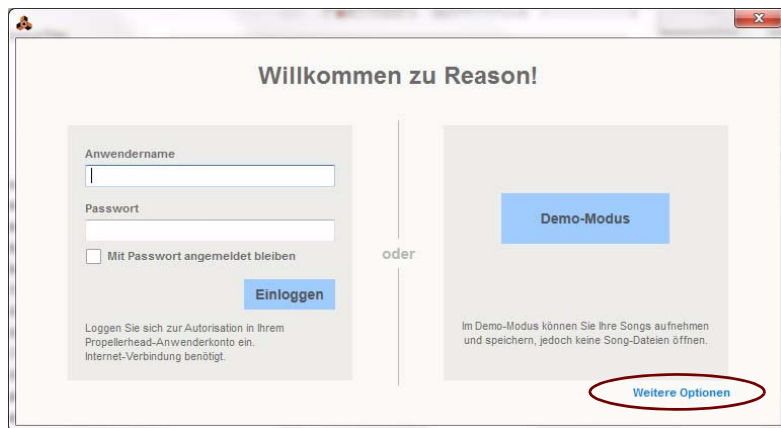 Willkommen zu Reason!
Anwendername
Passwort
Mit Passwort angemeldet bleiben
Einloggen
Loggen Sie sich zur Autorisation in Ihrem
Propellerhead-Anwenderkonto ein.
Internet-Verbindung benötigt.
oder
Demo-Modus
Im Demo-Modus können Sie Ihre Songs aufnehmen
und speichern, jedoch keine Song-Dateien öffnen.
Weitere Optionen